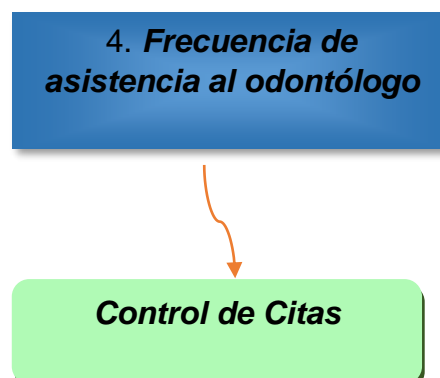 4. Frecuencia de
asistencia al odontólogo
Control de Citas